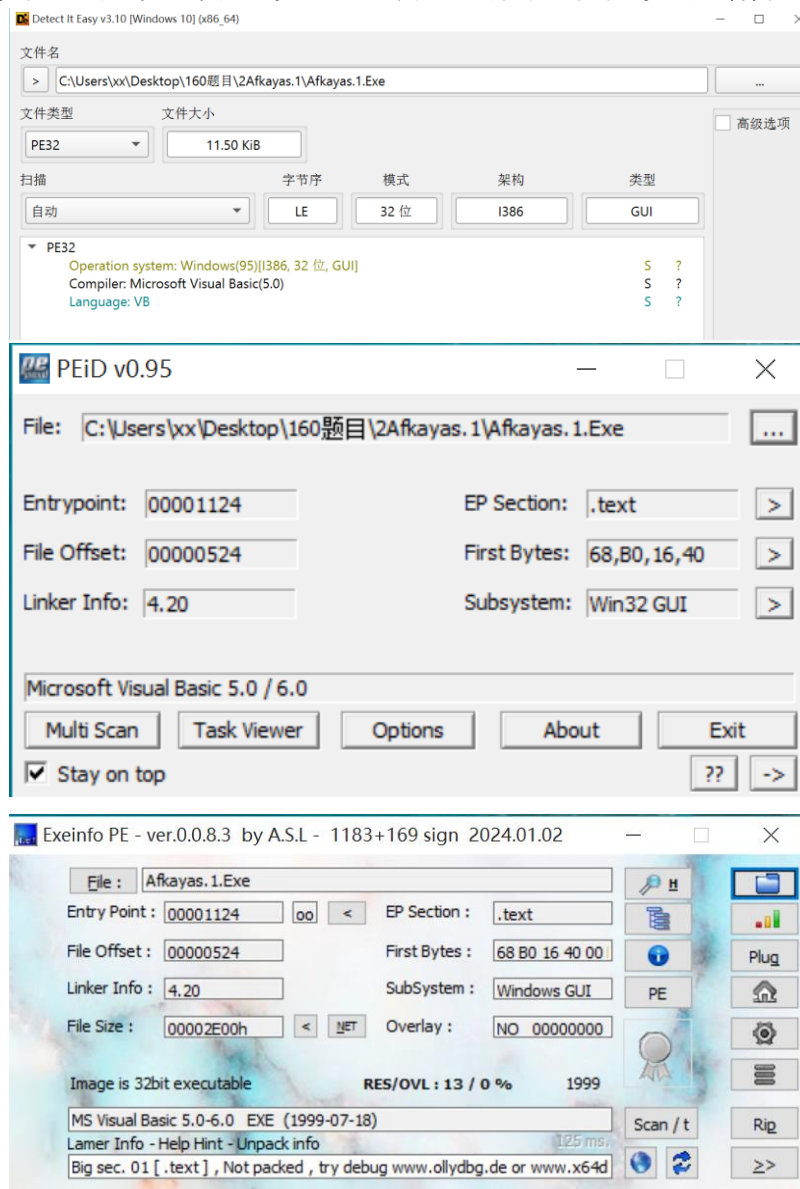 Detect It Easy v3.10 [Windows 10] (x86_64)
文件名
> C:\Users\xx\Desktop\160题目\2Afkayas.1\Afkayas.1.Exe ...
文件类型 文件大小
PE32 11.50 KiB 高级选项
扫描 字节序 模式 架构 类型
自动 LE 32 位 I386 GUI
PE32
Operation system: Windows(95)[I386, 32 位, GUI] S ?
Compiler: Microsoft Visual Basic(5.0) S ?
Language: VB S ?
PEiD v0.95
File: C:\Users\xx\Desktop\160题目\2Afkayas.1\Afkayas.1.Exe ...
Entrypoint: 00001124 EP Section: .text >
File Offset: 00000524 First Bytes: 68,B0,16,40 >
Linker Info: 4.20 Subsystem: Win32 GUI >
Microsoft Visual Basic 5.0 / 6.0
Multi Scan Task Viewer Options About Exit
Stay on top ?? ->
Exeinfo PE - ver.0.0.8.3 by A.S.L - 1183+169 sign 2024.01.02
File : Afkayas.1.Exe H
Entry Point : 00001124 oo < EP Section : .text
File Offset : 00000524 First Bytes : 68 B0 16 40 00 Plug
Linker Info : 4.20 SubSystem : Windows GUI PE
File Size : 00002E00h < NET Overlay : NO 00000000
Image is 32bit executable RES/OVL : 13 / 0 % 1999
MS Visual Basic 5.0-6.0 EXE (1999-07-18) Scan / t Rip
Lamer Info - Help Hint - Unpack info 125 ms.
Big sec. 01 [ .text ] , Not packed , try debug www.ollydbg.de or www.x64d >>